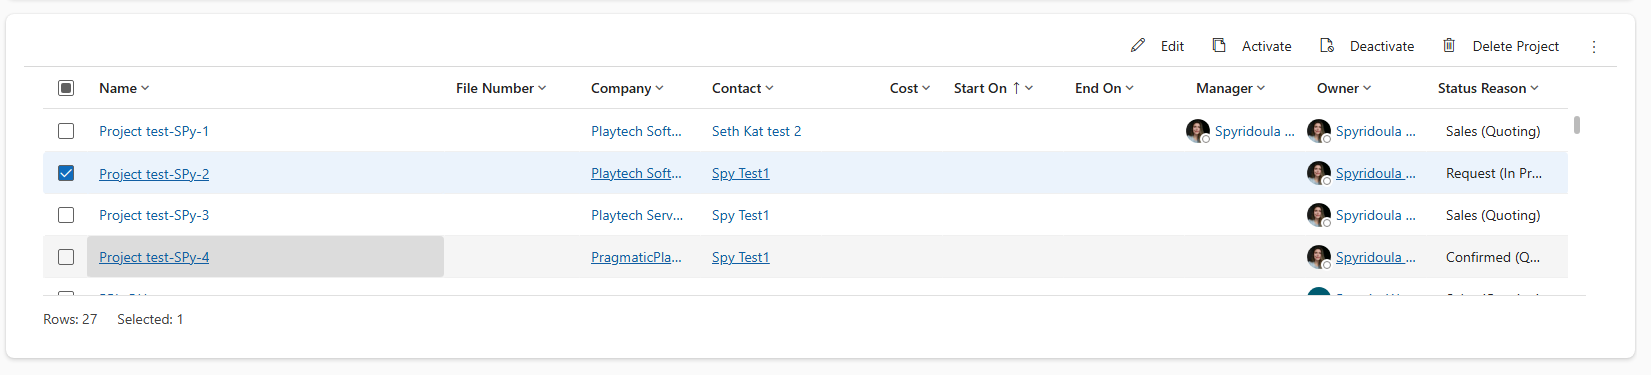 Edit Activate Deactivate Delete Project
Name File Number Company Contact Cost Start On End On Manager Owner Status Reason
Project test-SPy-1 Playtech Soft... Seth Kat test 2 Spyridoula ... Spyridoula ... Sales (Quoting)
Project test-SPy-2 Playtech Soft... Spy Test1 Spyridoula ... Request (In Pr...
Project test-SPy-3 Playtech Serv... Spy Test1 Spyridoula ... Sales (Quoting)
Project test-SPy-4 PragmaticPla... Spy Test1 Spyridoula ... Confirmed (Q...
Rows: 27 Selected: 1